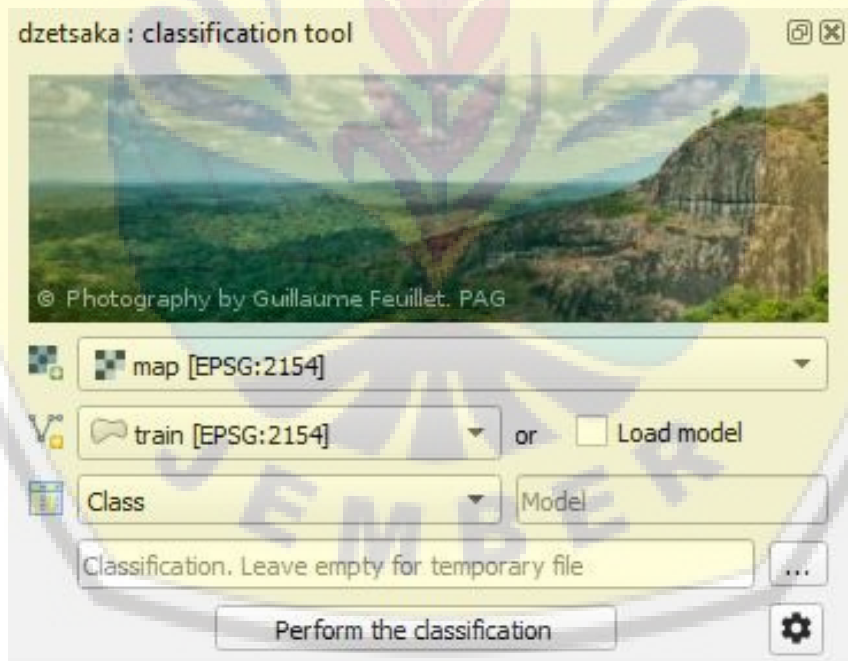 dzetsaka : classification tool
© Photography by Guillaume Feuillet. PAG
map [EPSG:2154]
train [EPSG:2154] or Load model
Class Model
Classification. Leave empty for temporary file ...
Perform the classification
JEMBER